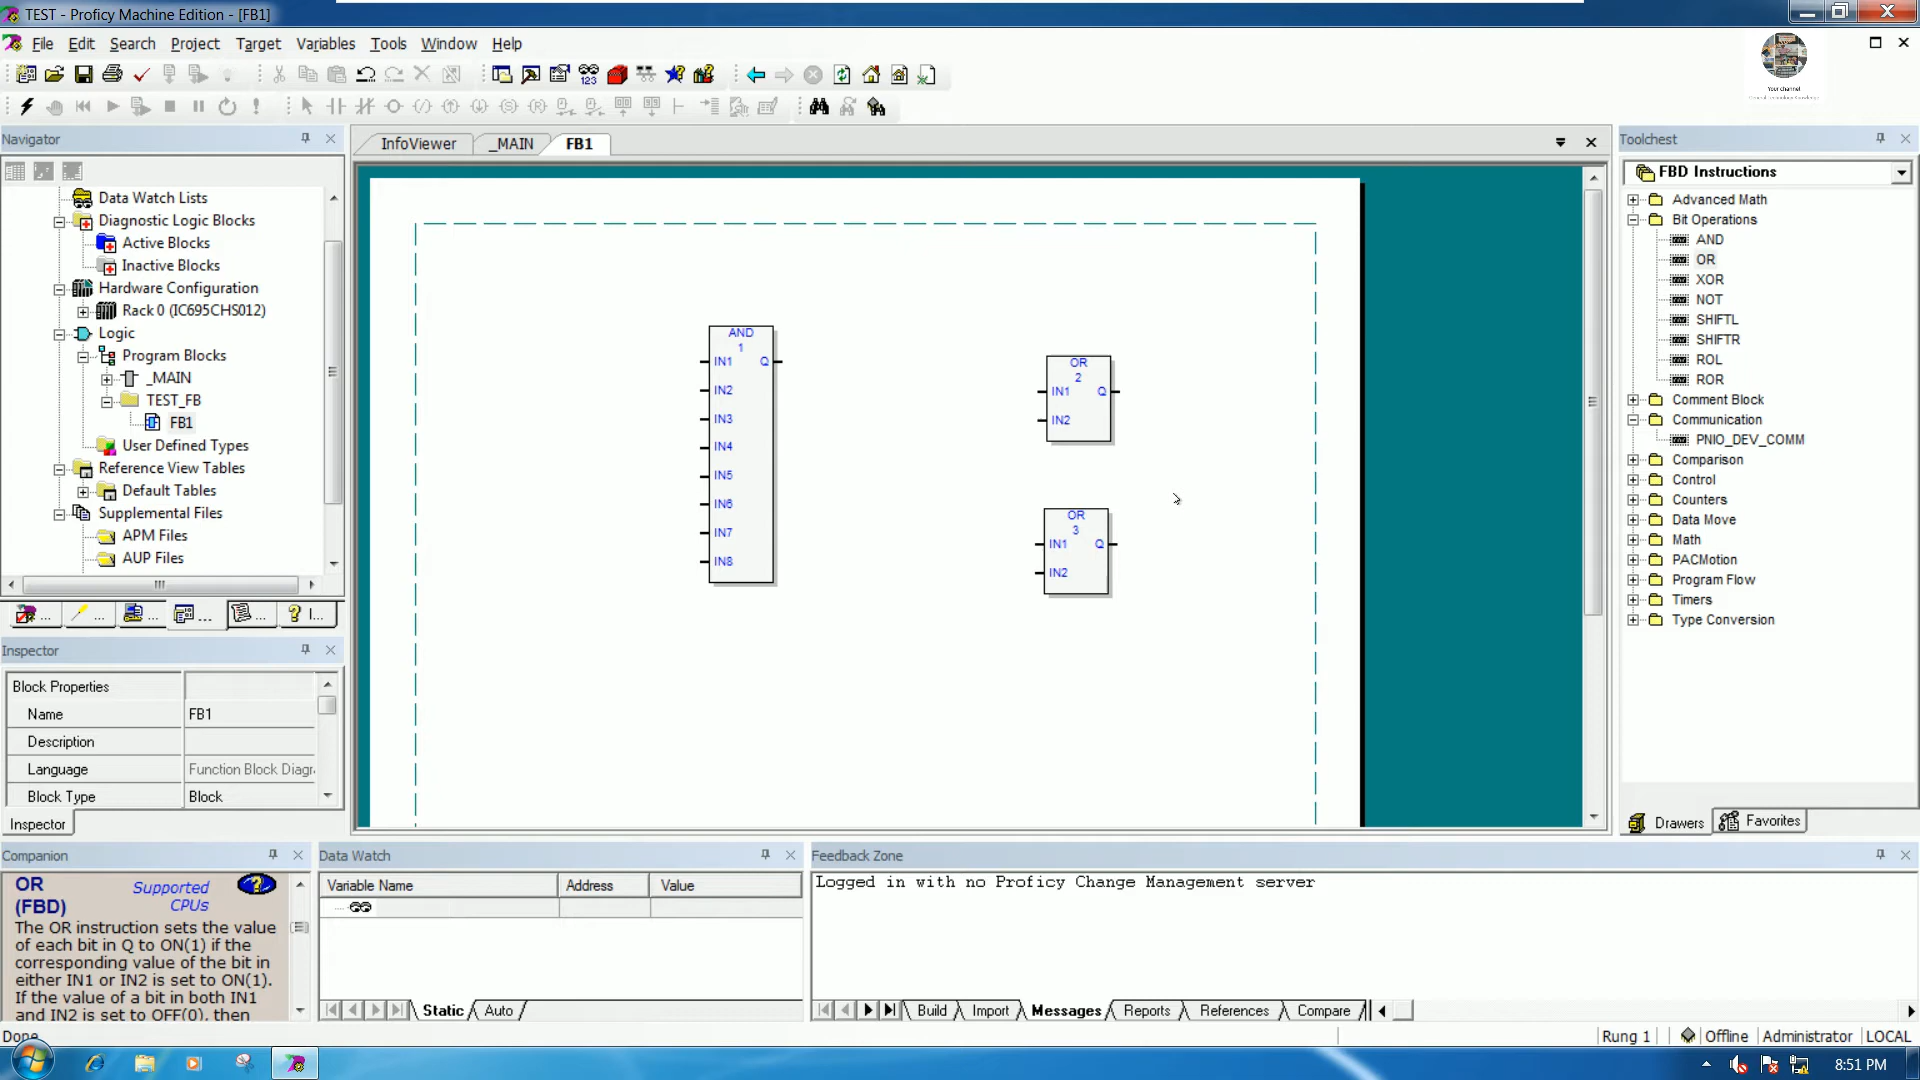 TEST - Proficy Machine Edition - [FB1]
File Edit Search Project Target Variables Tools Window Help
Your channel
123
Navigator
InfoViewer _MAIN FB1
Toolchest
Data Watch Lists
Diagnostic Logic Blocks
Active Blocks
Inactive Blocks
Hardware Configuration
Rack 0 (IC695CHS012)
Logic
Program Blocks
_MAIN
TEST_FB
FB1
User Defined Types
Reference View Tables
Default Tables
Supplemental Files
APM Files
AUP Files
AND
1
IN1 Q
IN2
IN3
IN4
IN5
IN6
IN7
IN8
OR
2
IN1 Q
IN2
OR
3
IN1 Q
IN2
FBD Instructions
Advanced Math
Bit Operations
AND
OR
XOR
NOT
SHIFTL
SHIFTR
ROL
ROR
Comment Block
Communication
PNIO_DEV_COMM
Comparison
Control
Counters
Data Move
Math
PACMotion
Program Flow
Timers
Type Conversion
Drawers Favorites
Inspector
Block Properties
Name FB1
Description
Language Function Block Diagr
Block Type Block
Inspector
Companion
OR
(FBD)
Supported
CPUs
The OR instruction sets the value
of each bit in Q to ON(1) if the
corresponding value of the bit in
either IN1 or IN2 is set to ON(1).
If the value of a bit in both IN1
and IN2 is set to OFF(0), then
Data Watch
Variable Name Address Value
Static Auto
Feedback Zone
Logged in with no Proficy Change Management server
Build Import Messages Reports References Compare
Done
Rung 1 Offline Administrator LOCAL
8:51 PM